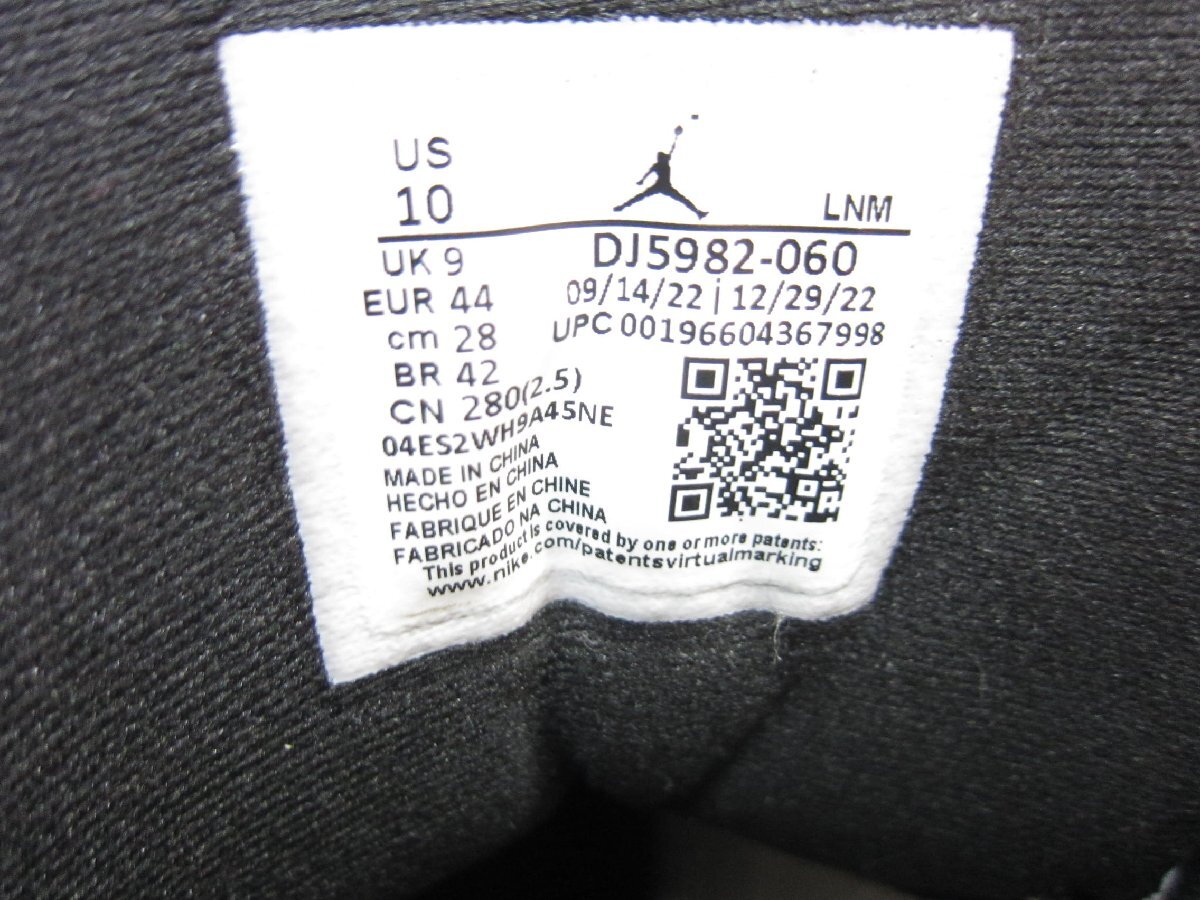 US
10
LNM
UK 9
EUR 44
cm 28
BR 42
CN 280(2.5)
DJ5982-060
09/14/22 | 12/29/22
UPC 00196604367998
04ES2WH9A45NE
MADE IN CHINA
HECHO EN CHINA
FABRIQUE EN CHINE
FABRICADO NA CHINA
This product is covered by one or more patents:
www.nike.com/patentsvirtualmarking